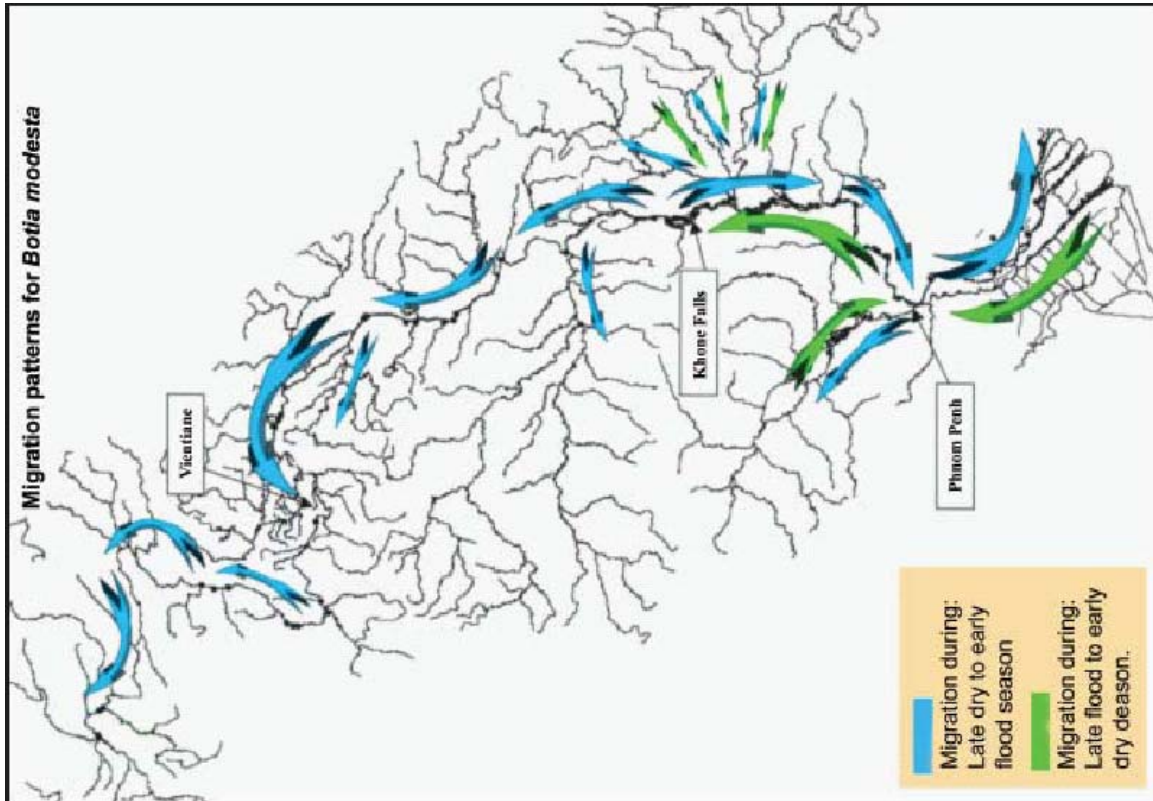 Migration patterns for Botia modesta
Vientiane
Khone Falls
Phnom Penh
Migration during:
Late dry to early
flood season
Migration during:
Late flood to early
dry deason.